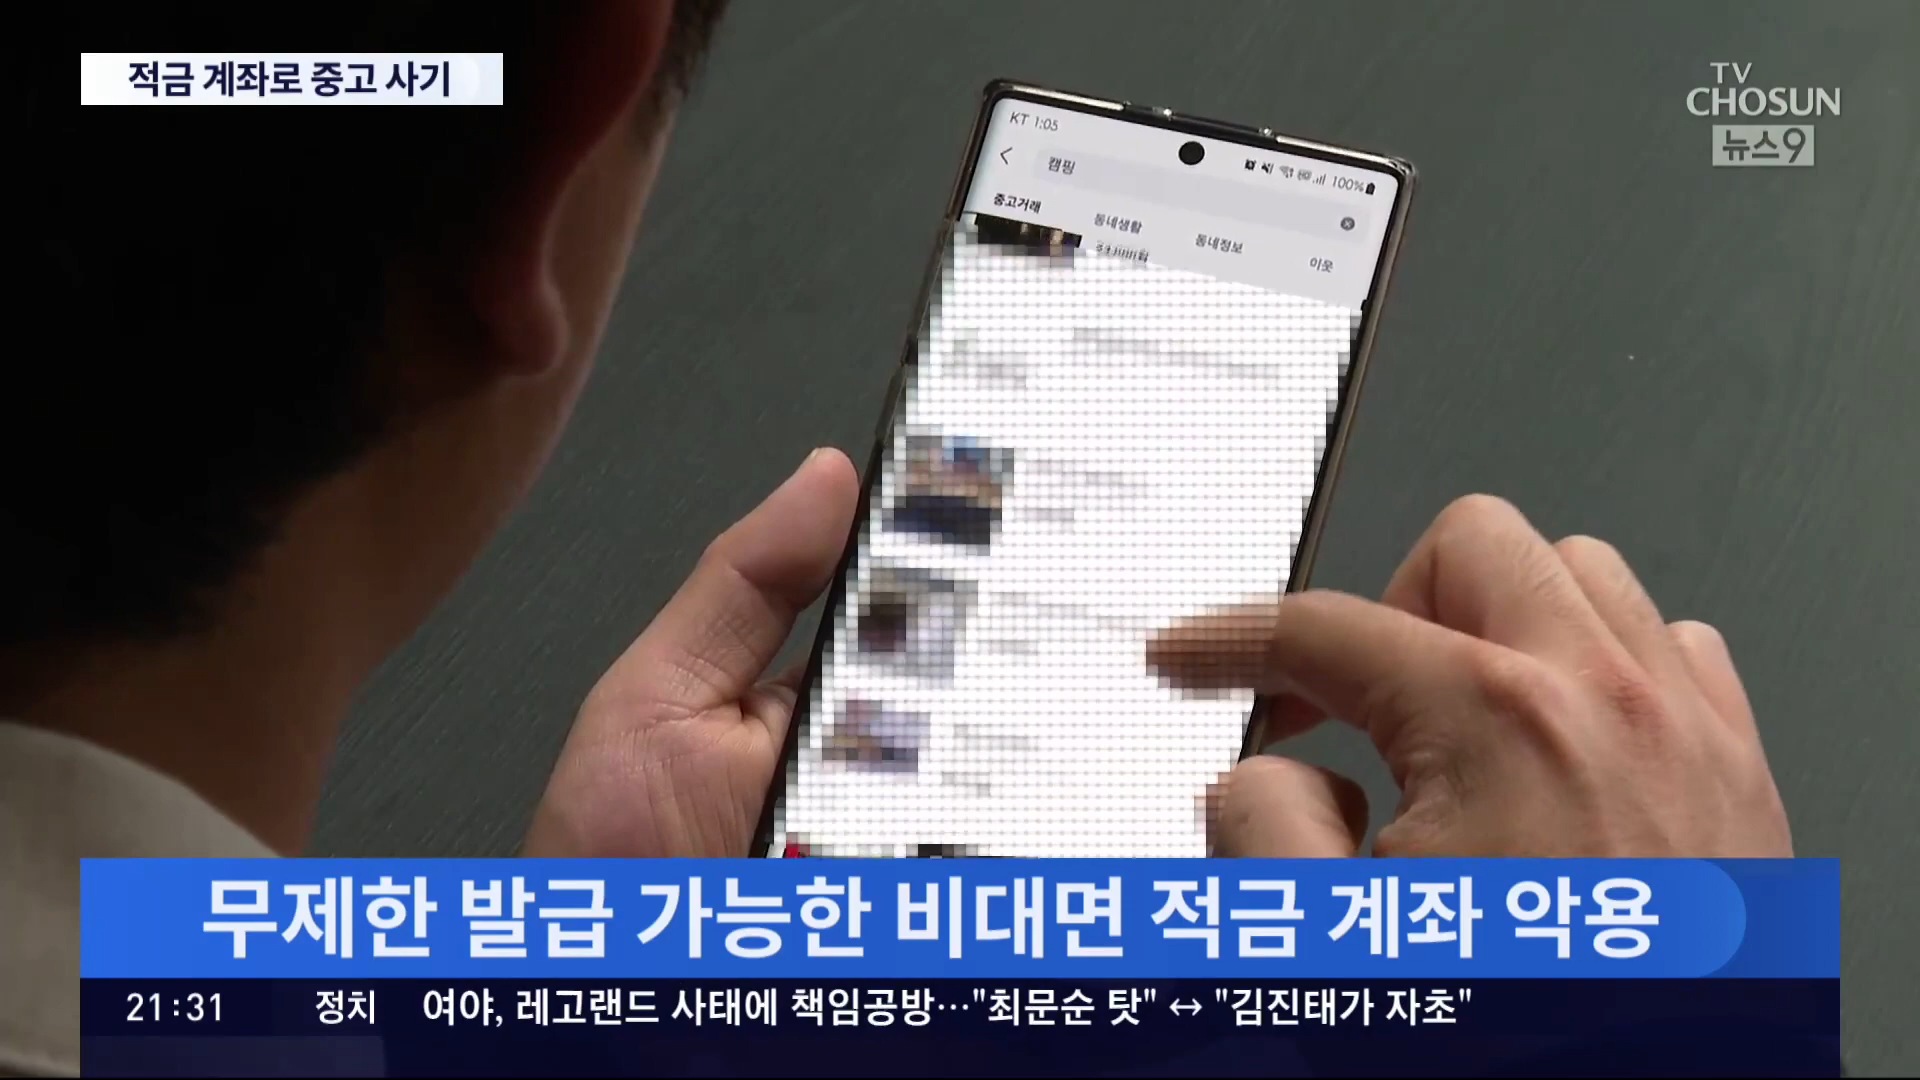 적금 계좌로 중고 사기
TV
CHOSUN
뉴스9
KT 1:05
100%
캠핑
중고거래
동네생활
동네정보
이웃
무제한 발급 가능한 비대면 적금 계좌 악용
21:31 정치 여야, 레고랜드 사태에 책임공방…"최문순 탓" ↔ "김진태가 자초"